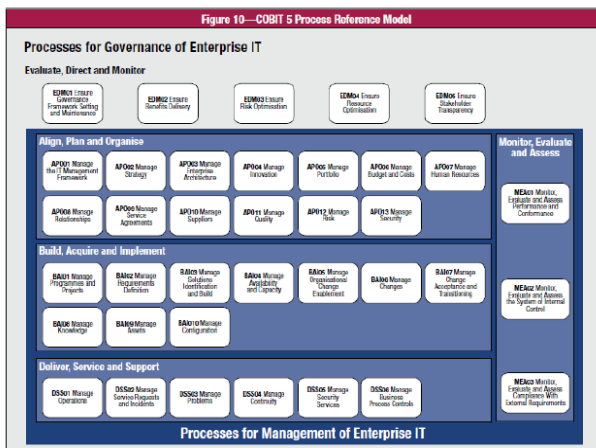 Figure 10—COBIT 5 Process Reference Model
Processes for Governance of Enterprise IT
Evaluate, Direct and Monitor
EDM01 Ensure
Governance
Framework Setting
and Maintenance
EDM02 Ensure
Benefits Delivery
EDM03 Ensure
Risk Optimisation
EDM04 Ensure
Resource
Optimisation
EDM05 Ensure
Stakeholder
Transparency
Align, Plan and Organise
APO01 Manage
the IT Management
Framework
APO02 Manage
Strategy
APO03 Manage
Enterprise
Architecture
APO04 Manage
Innovation
APO05 Manage
Portfolio
APO06 Manage
Budget and Costs
APO07 Manage
Human Resources
APO08 Manage
Relationships
APO09 Manage
Service
Agreements
APO10 Manage
Suppliers
APO11 Manage
Quality
APO12 Manage
Risk
APO13 Manage
Security
Build, Acquire and Implement
BAI01 Manage
Programmes and
Projects
BAI02 Manage
Requirements
Definition
BAI03 Manage
Solutions
Identification
and Build
BAI04 Manage
Availability
and Capacity
BAI05 Manage
Organisational
Change
Enablement
BAI06 Manage
Changes
BAI07 Manage
Change
Acceptance and
Transitioning
BAI08 Manage
Knowledge
BAI09 Manage
Assets
BAI010 Manage
Configuration
Deliver, Service and Support
DSS01 Manage
Operations
DSS02 Manage
Service Requests
and Incidents
DSS03 Manage
Problems
DSS04 Manage
Continuity
DSS05 Manage
Security
Services
DSS06 Manage
Business
Process Controls
Monitor, Evaluate
and Assess
MEA01 Monitor,
Evaluate and Assess
Performance and
Conformance
MEA02 Monitor,
Evaluate and Assess
the System of Internal
Control
MEA03 Monitor,
Evaluate and Assess
Compliance With
External Requirements
Processes for Management of Enterprise IT